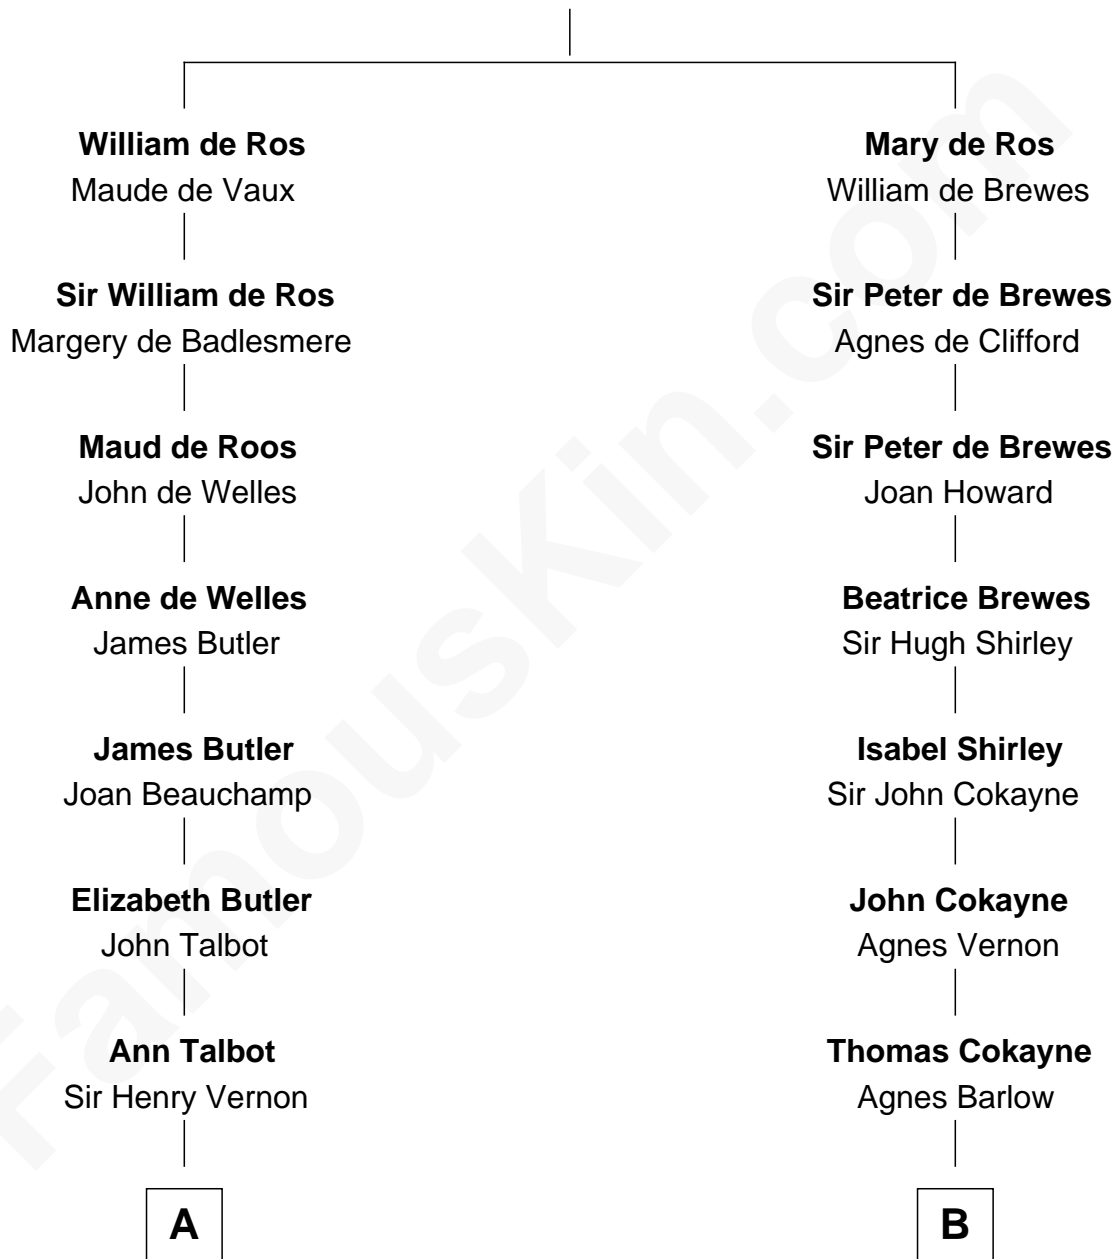 William de Ros
Maude de Vaux
Sir William de Ros
Margery de Badlesmere
Maud de Roos
John de Welles
Anne de Welles
James Butler
James Butler
Joan Beauchamp
Elizabeth Butler
John Talbot
Ann Talbot
Sir Henry Vernon
A
Mary de Ros
William de Brewes
Sir Peter de Brewes
Agnes de Clifford
Sir Peter de Brewes
Joan Howard
Beatrice Brewes
Sir Hugh Shirley
Isabel Shirley
Sir John Cokayne
John Cokayne
Agnes Vernon
Thomas Cokayne
Agnes Barlow
B
FamousKin.com